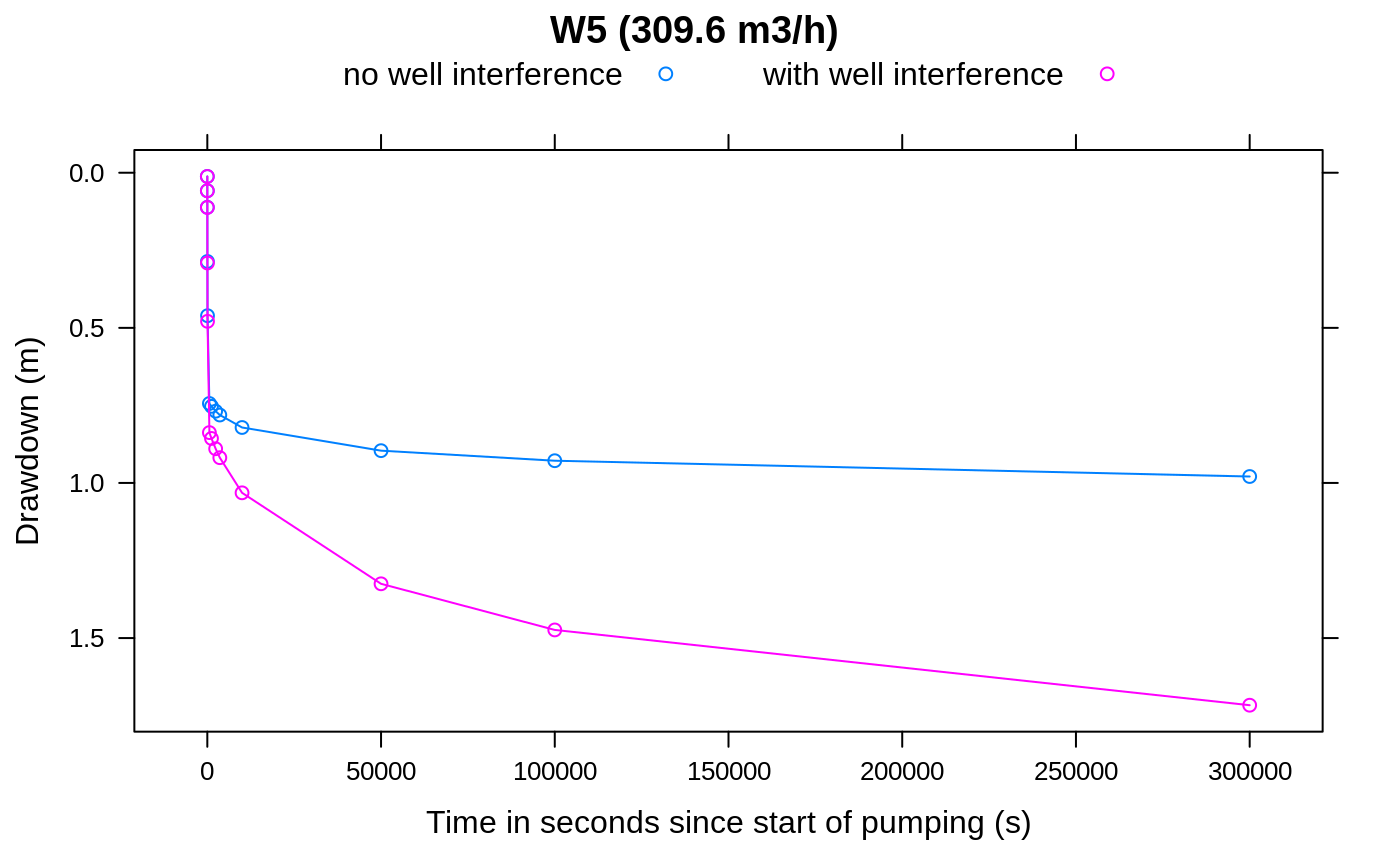 W5 (309.6 m3/h)
no well interference with well interference
0.0
0.5
1.0
1.5
Drawdown (m)
0 50000 100000 150000 200000 250000 300000
Time in seconds since start of pumping (s)